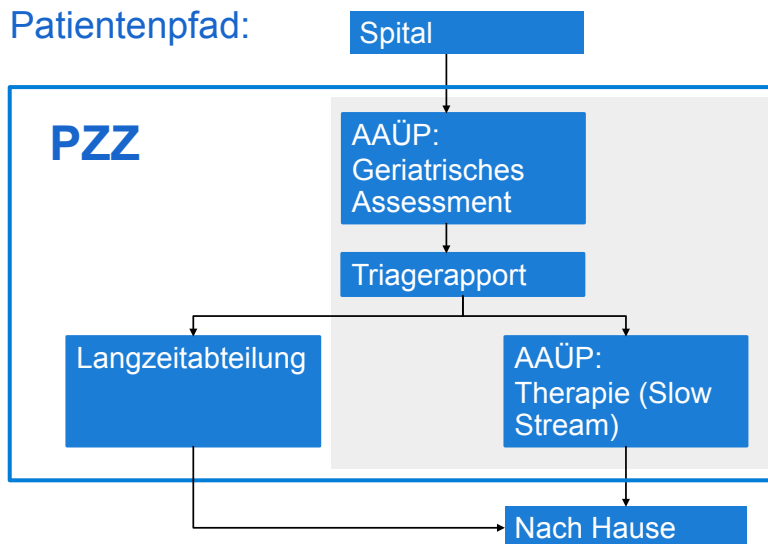 Patientenpfad:
Spital
PZZ
AAÜP:
Geriatrisches
Assessment
Triagerapport
Langzeitabteilung
AAÜP:
Therapie (Slow
Stream)
Nach Hause